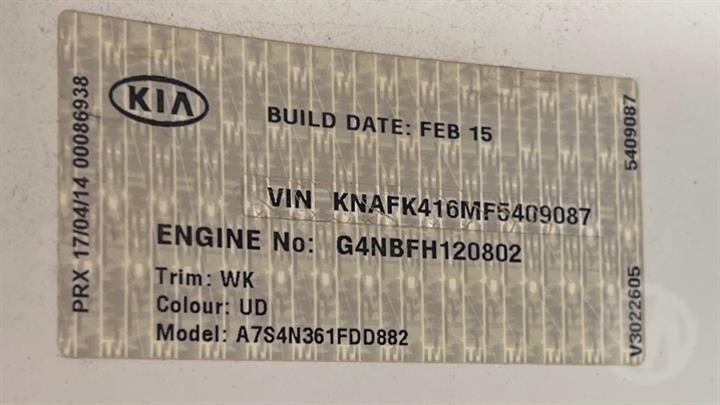 KIA
BUILD DATE: FEB 15
VIN KNAFK416MF5409087
ENGINE No: G4NBFH120802
Trim: WK
Colour: UD
Model: A7S4N361FDD882
PRX 17/04/14 00086938
5409087
V3022605